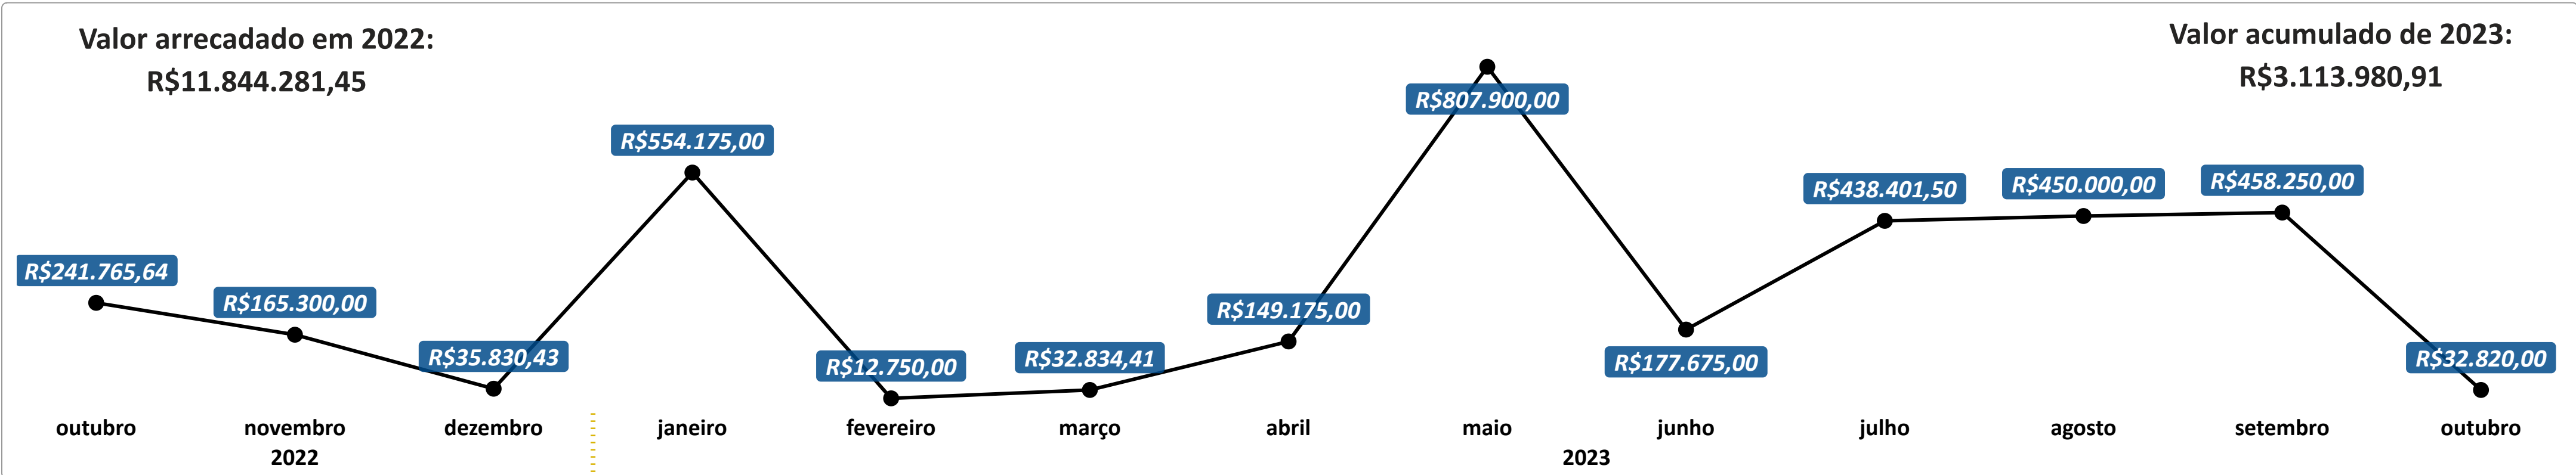 Valor arrecadado em 2022:
R$11.844.281,45
Valor acumulado de 2023:
R$3.113.980,91
R$241.765,64
R$165.300,00
R$35.830,43
R$554.175,00
R$12.750,00
R$32.834,41
R$149.175,00
R$807.900,00
R$177.675,00
R$438.401,50
R$450.000,00
R$458.250,00
R$32.820,00
outubro novembro dezembro janeiro fevereiro março abril maio junho julho agosto setembro outubro
2022 2023